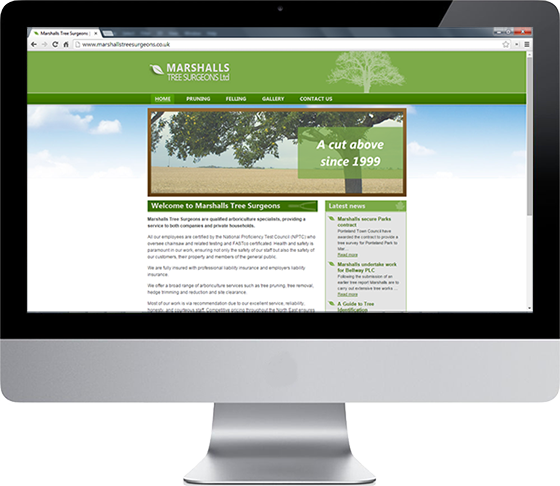 Marshalls Tree Surgeons
www.marshallstreesurgeons.co.uk
MARSHALLS
TREE SURGEONS Ltd
HOME PRUNING FELLING GALLERY CONTACT US
A cut above
since 1999
Welcome to Marshalls Tree Surgeons
Marshalls Tree Surgeons are qualified arboriculture specialists, providing a
service to both companies and private households.
All our employees are certified by the National Proficiency Test Council (NPTC) who
oversee chainsaw and related testing and FASTco certificated. Health and safety is
paramount in our work, ensuring not only the safety of our staff but also the safety of
our customers, their property and members of the general public.
We are fully insured with professional liability insurance and employers liability
insurance.
We offer a broad range of arboriculture services such as tree pruning, tree removal,
hedge trimming and reduction and site clearance.
Most of our work is via recommendation due to our excellent service, reliability,
honesty, and courteous staff. Competitive pricing throughout the North East ensures
Latest news
Marshalls secure Parks
contract
Ponteland Town Council have
awarded the contract to provide a
tree survey for Ponteland Park to
Mar ...
Read more
Marshalls undertake work
for Bellway PLC
Following the submission of an
earlier tree report Marshalls are to
carry out extensive tree works ...
Read more
A Guide to Tree
Identification